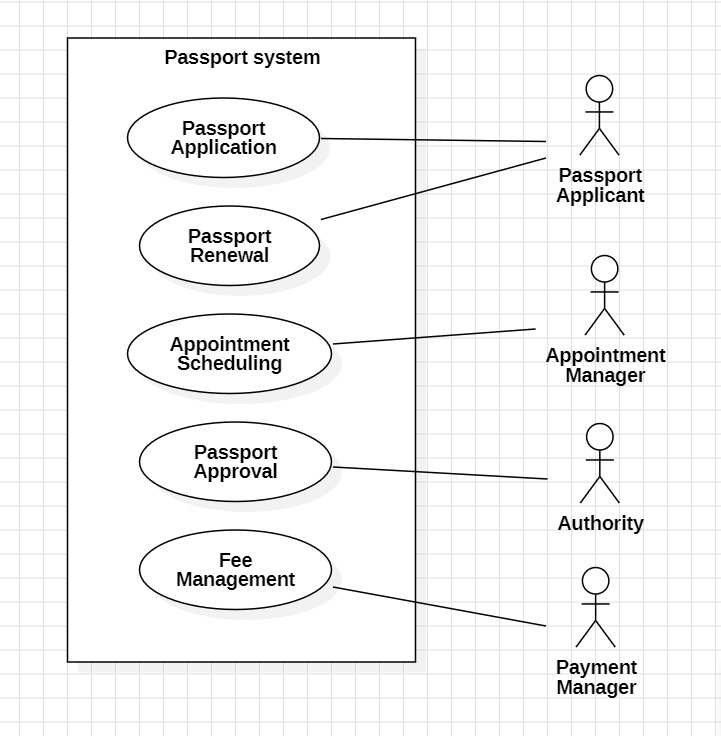 Passport system
Passport
Application
Passport
Renewal
Appointment
Scheduling
Passport
Approval
Fee
Management
Passport
Applicant
Appointment
Manager
Authority
Payment
Manager